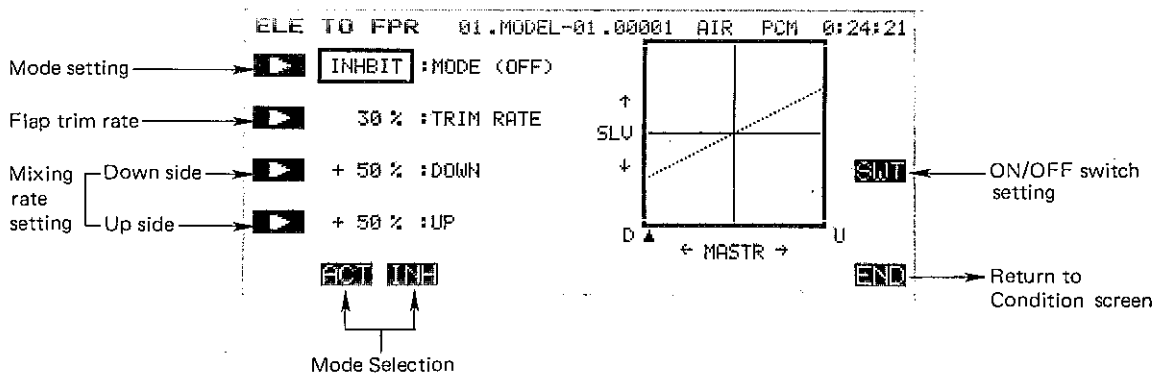 ELE TO FPR 01.MODEL-01.00001 AIR PCM 0:24:21
Mode setting INHBIT :MODE (OFF)
Flap trim rate 30 % :TRIM RATE
↑
SLV
↓
Mixing rate setting
Down side + 50 % :DOWN
Up side + 50 % :UP
SWT ON/OFF switch setting
D ← MASTR → U
ACT INH
END Return to Condition screen
Mode Selection